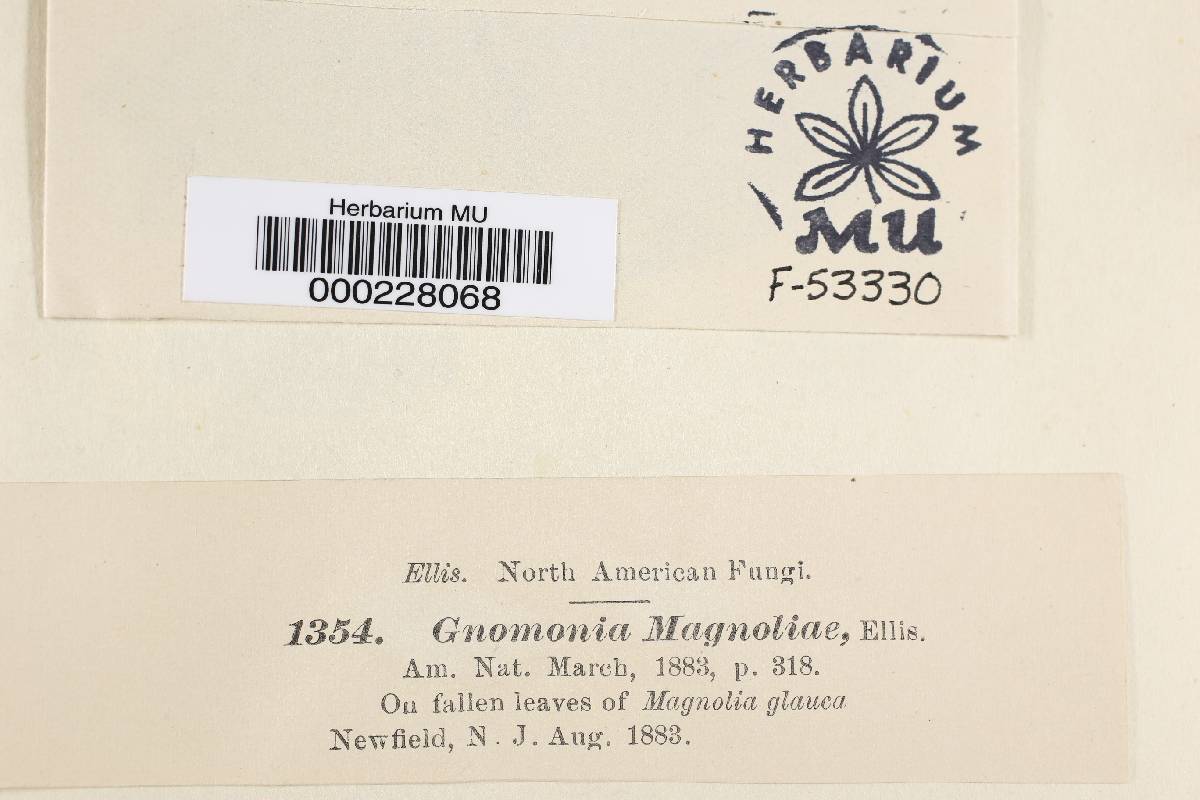 HERBARIUM
MU
F-53330
Herbarium MU
000228068
Ellis. North American Fungi.
1354. Gnomonia Magnoliae, Ellis.
Am. Nat. March, 1883, p. 318.
On fallen leaves of Magnolia glauca
Newfield, N. J. Aug. 1883.